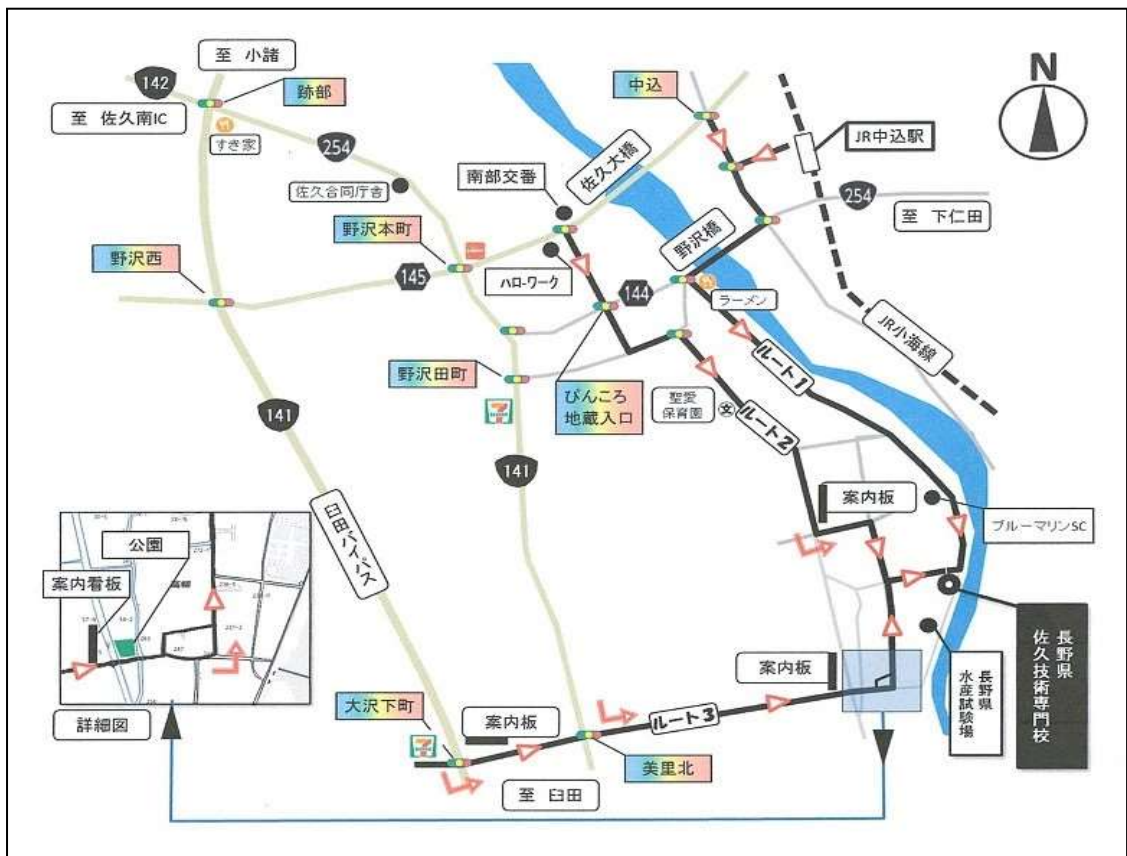 至 小諸
142
跡部
至 佐久南IC
すき家
254
佐久合同庁舎
南部交番
佐久大橋
中込
JR中込駅
N
254
至 下仁田
野沢本町
野沢西
145
ハローワーク
144
野沢橋
ラーメン
JR小海線
野沢田町
ぴんころ
地蔵入口
聖愛
保育園
ルート1
ルート2
141
141
臼田バイパス
案内板
ブルーマリンSC
公園
案内看板
詳細図
長野県
佐久技術専門校
長野県
水産試験場
案内板
大沢下町
案内板
ルート3
美里北
至 臼田